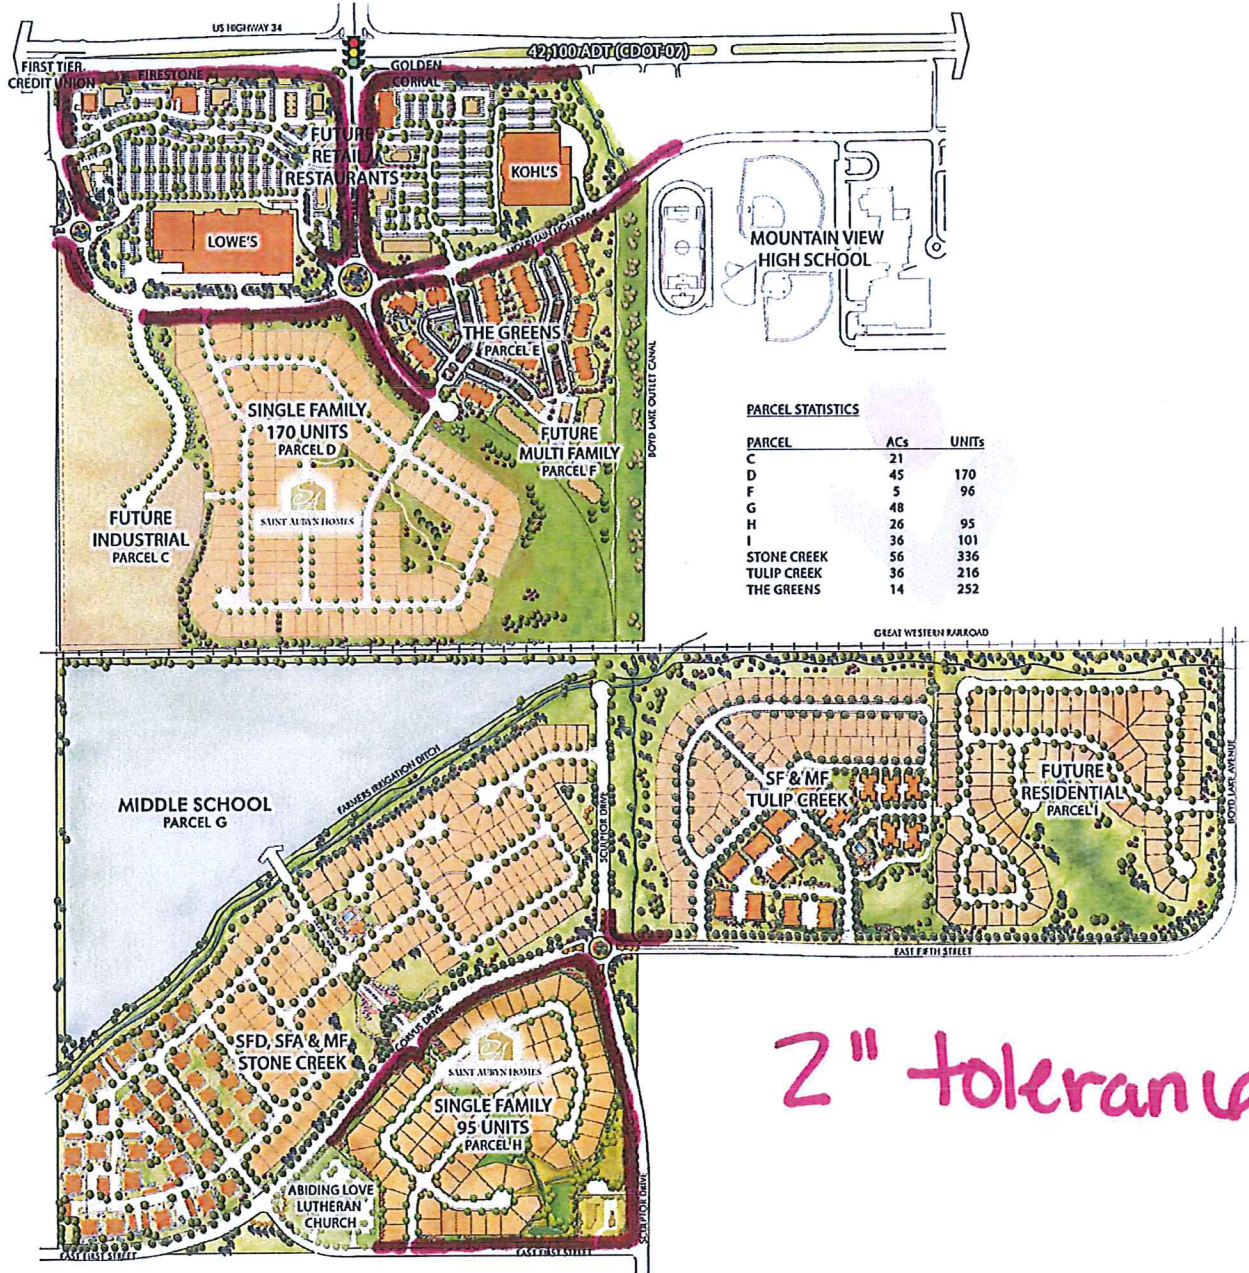 US HIGHWAY 34
42,100 ADT (CDOT-07)
FIRST TIER
CREDIT UNION
FIRESTONE
GOLDEN
CORRAL
FUTURE
RETAIL/
RESTAURANTS
KOHL'S
LOWE'S
MOUNTAIN LION DRIVE
MOUNTAIN VIEW
HIGH SCHOOL
THE GREENS
PARCEL E
BOYD LAKE OUTLET CANAL
SINGLE FAMILY
170 UNITS
PARCEL D
SAINT AUBYN HOMES
FUTURE
MULTI FAMILY
PARCEL F
FUTURE
INDUSTRIAL
PARCEL C
PARCEL STATISTICS
PARCEL ACs UNITs
C 21
D 45 170
F 5 96
G 48
H 26 95
I 36 101
STONE CREEK 56 336
TULIP CREEK 36 216
THE GREENS 14 252
GREAT WESTERN RAILROAD
MIDDLE SCHOOL
PARCEL G
FARMERS IRRIGATION DITCH
SCULPTOR DRIVE
SF & MF
TULIP CREEK
FUTURE
RESIDENTIAL
PARCEL I
BOYD LAKE AVENUE
EAST FIFTH STREET
CORVUS DRIVE
SFD, SFA & MF
STONE CREEK
SAINT AUBYN HOMES
SINGLE FAMILY
95 UNITS
PARCEL H
2" tolerance
ABIDING LOVE
LUTHERAN
CHURCH
SCULPTOR DRIVE
EAST FIRST STREET
EAST FIRST STREET